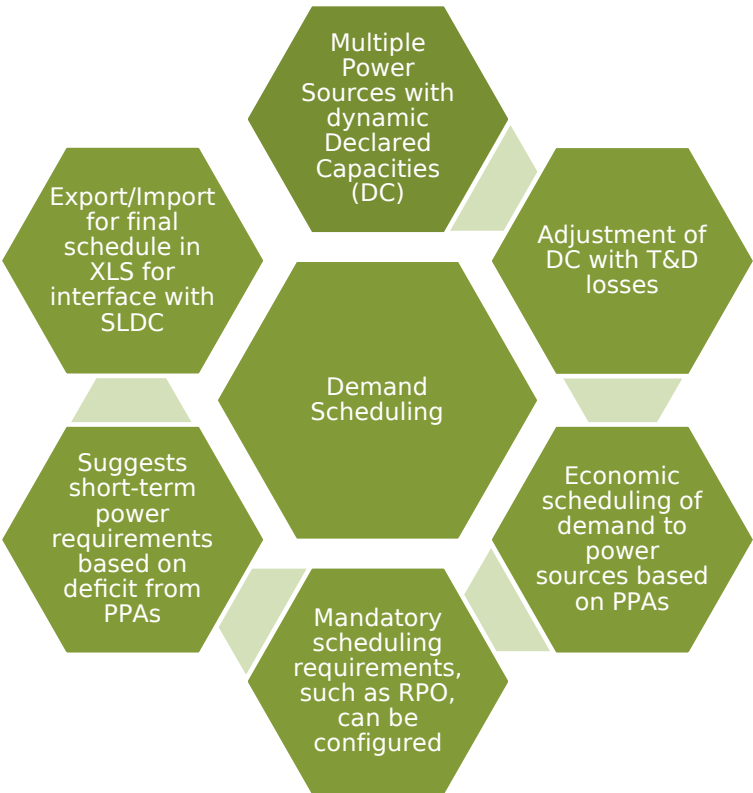 Multiple
Power
Sources with
dynamic
Declared
Capacities
(DC)
Adjustment of
DC with T&D
losses
Economic
scheduling of
demand to
power
sources based
on PPAs
Mandatory
scheduling
requirements,
such as RPO,
can be
configured
Suggests
short-term
power
requirements
based on
deficit from
PPAs
Export/Import
for final
schedule in
XLS for
interface with
SLDC
Demand
Scheduling